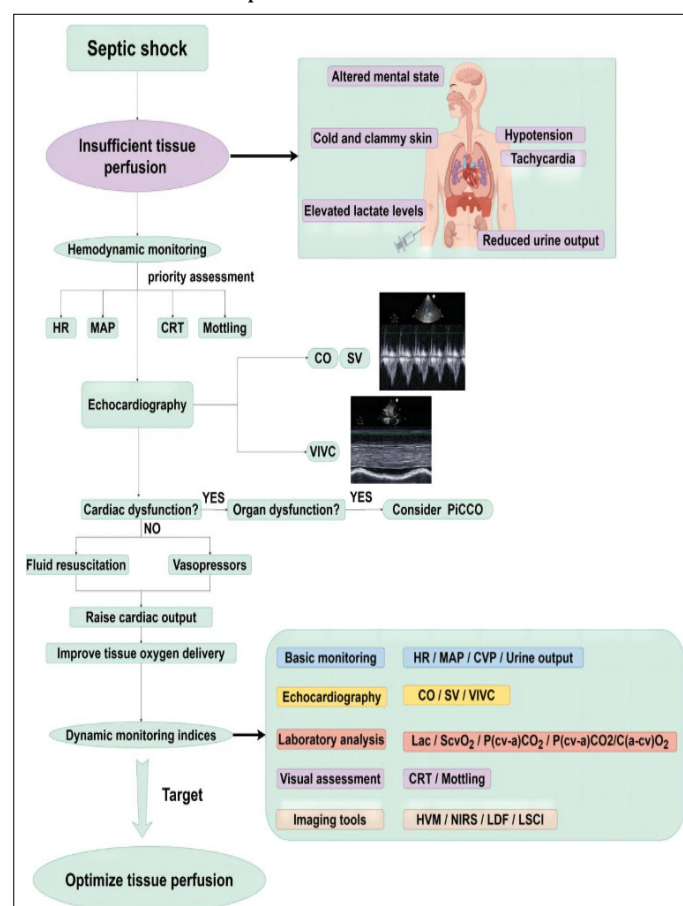 Septic shock
Insufficient tissue
perfusion
Altered mental state
Cold and clammy skin
Hypotension
Tachycardia
Elevated lactate levels
Reduced urine output
Hemodynamic monitoring
priority assessment
HR
MAP
CRT
Mottling
CO
SV
Echocardiography
VIVC
Cardiac dysfunction?
YES
Organ dysfunction?
YES
Consider PiCCO
NO
Fluid resuscitation
Vasopressors
Raise cardiac output
Improve tissue oxygen delivery
Dynamic monitoring indices
Basic monitoring
HR / MAP / CVP / Urine output
Echocardiography
CO / SV / VIVC
Laboratory analysis
Lac / ScvO₂ / P(cv-a)CO₂ / P(cv-a)CO2/C(a-cv)O₂
Visual assessment
CRT / Mottling
Imaging tools
HVM / NIRS / LDF / LSCI
Target
Optimize tissue perfusion